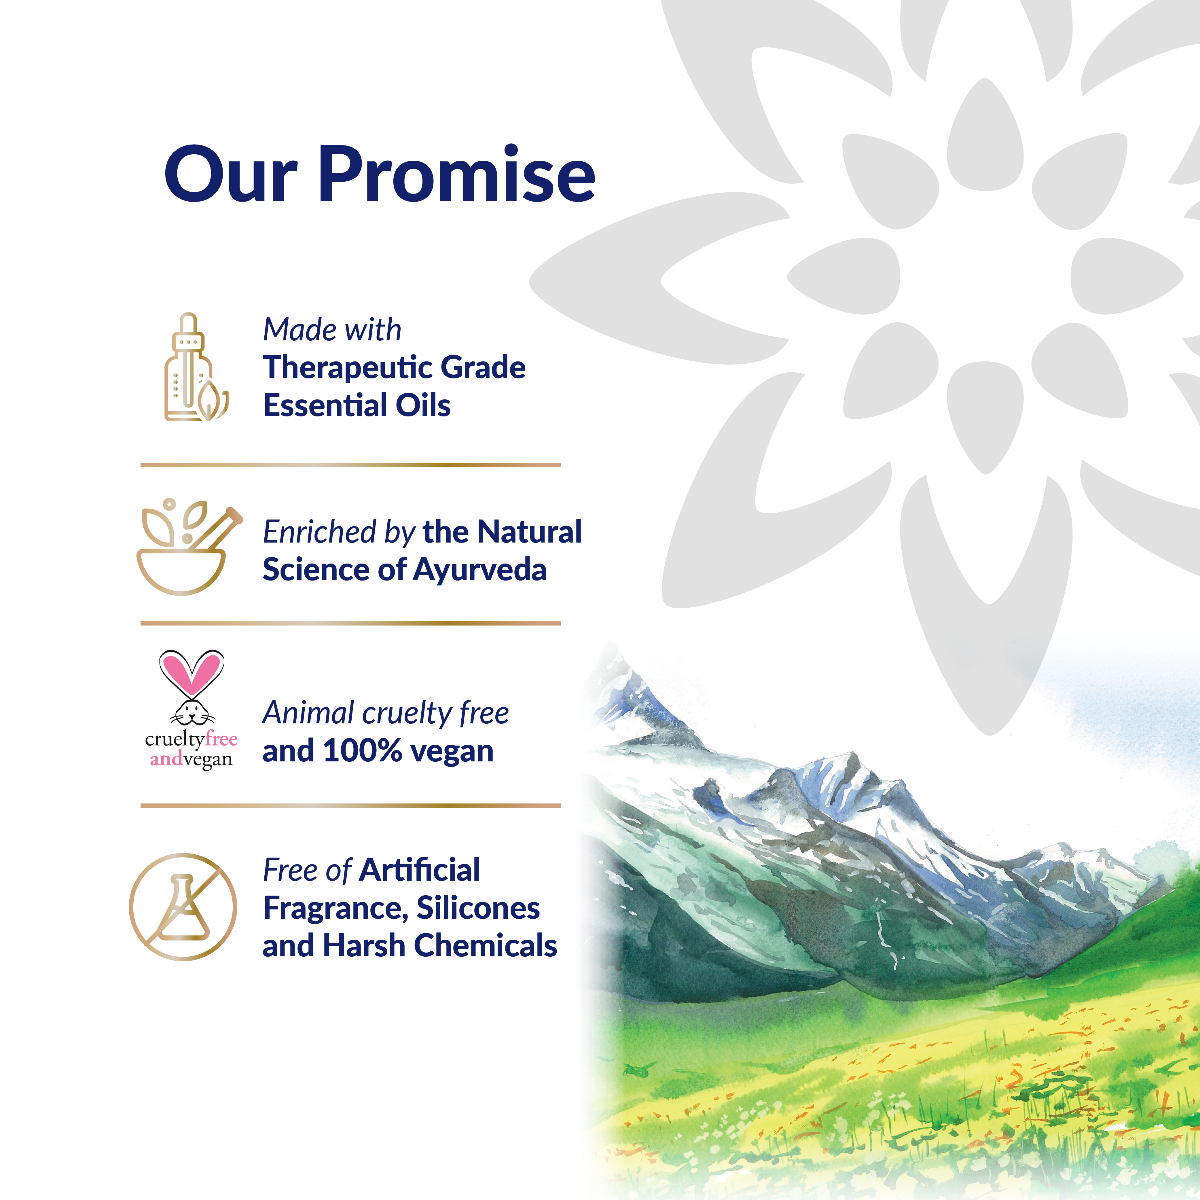 Our Promise
Made with
Therapeutic Grade
Essential Oils
Enriched by the Natural
Science of Ayurveda
crueltyfree
andvegan
Animal cruelty free
and 100% vegan
Free of Artificial
Fragrance, Silicones
and Harsh Chemicals